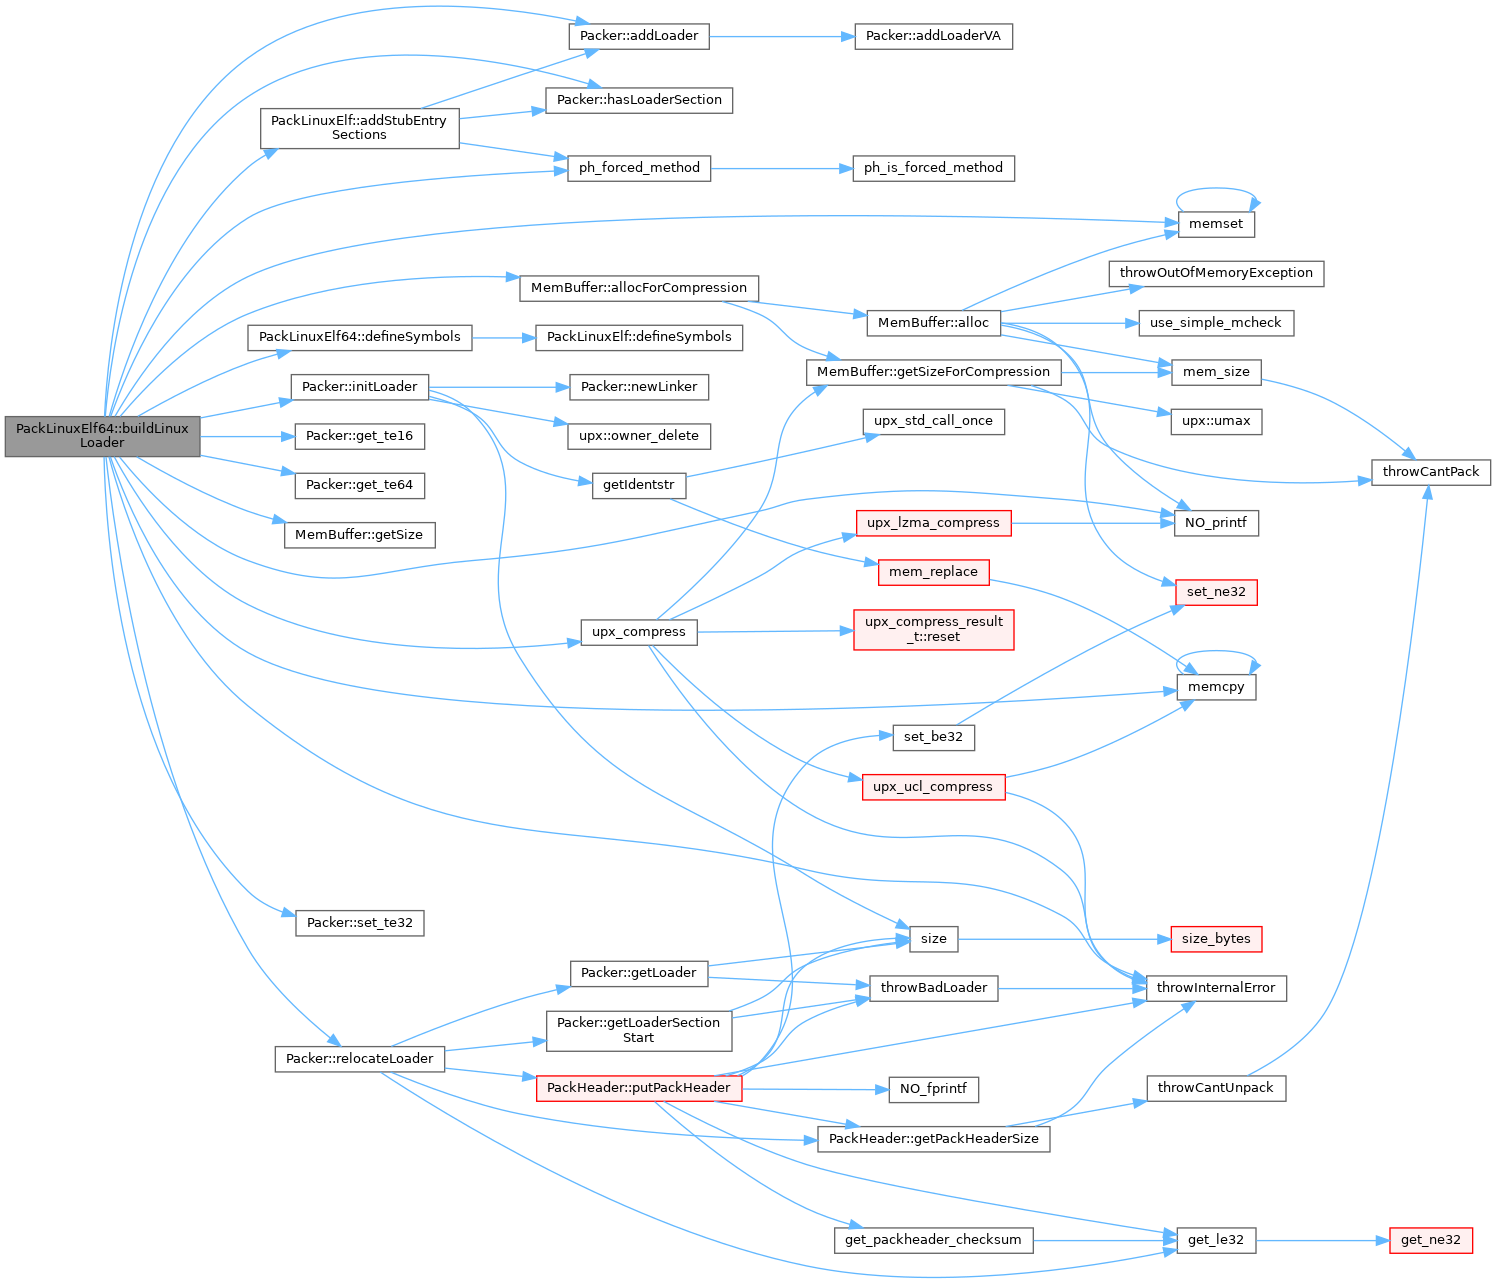 Packer::addLoader
Packer::addLoaderVA
Packer::hasLoaderSection
PackLinuxElf::addStubEntry
Sections
ph_forced_method
ph_is_forced_method
memset
throwOutOfMemoryException
MemBuffer::allocForCompression
MemBuffer::alloc
use_simple_mcheck
PackLinuxElf64::defineSymbols
PackLinuxElf::defineSymbols
MemBuffer::getSizeForCompression
mem_size
Packer::initLoader
Packer::newLinker
upx_std_call_once
upx::umax
PackLinuxElf64::buildLinux
Loader
Packer::get_te16
upx::owner_delete
throwCantPack
Packer::get_te64
getIdentstr
MemBuffer::getSize
upx_lzma_compress
NO_printf
mem_replace
set_ne32
upx_compress
upx_compress_result
_t::reset
memcpy
set_be32
upx_ucl_compress
Packer::set_te32
size
size_bytes
Packer::getLoader
throwBadLoader
throwInternalError
Packer::getLoaderSection
Start
Packer::relocateLoader
PackHeader::putPackHeader
NO_fprintf
throwCantUnpack
PackHeader::getPackHeaderSize
get_packheader_checksum
get_le32
get_ne32